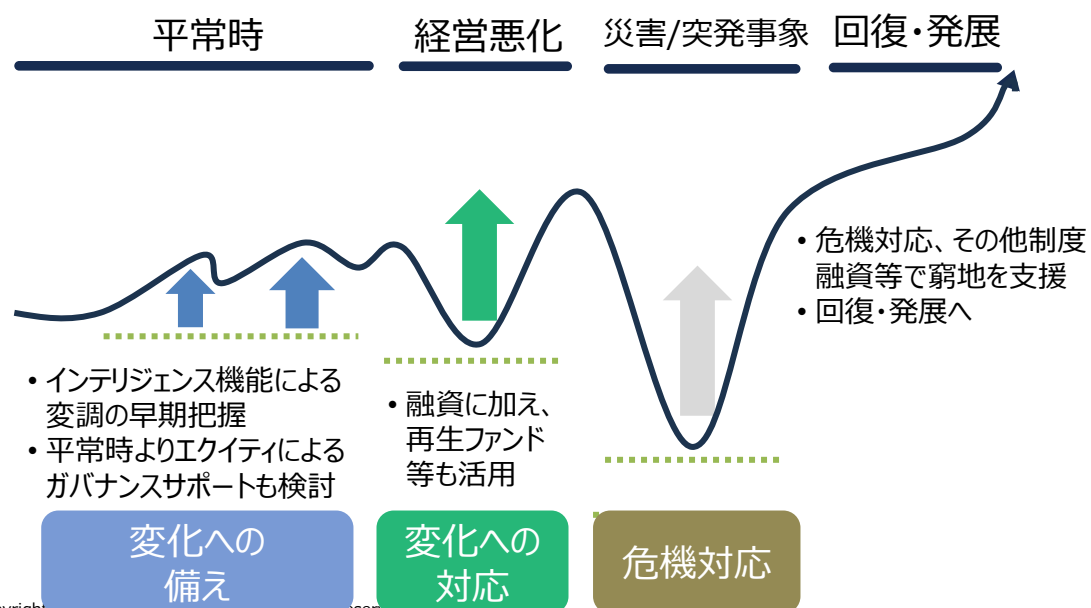 平常時
経営悪化
災害/突発事象
回復・発展
• 危機対応、その他制度
融資等で窮地を支援
• 回復・発展へ
• インテリジェンス機能による
変調の早期把握
• 平常時よりエクイティによる
ガバナンスサポートも検討
• 融資に加え、
再生ファンド
等も活用
変化への
備え
変化への
対応
危機対応